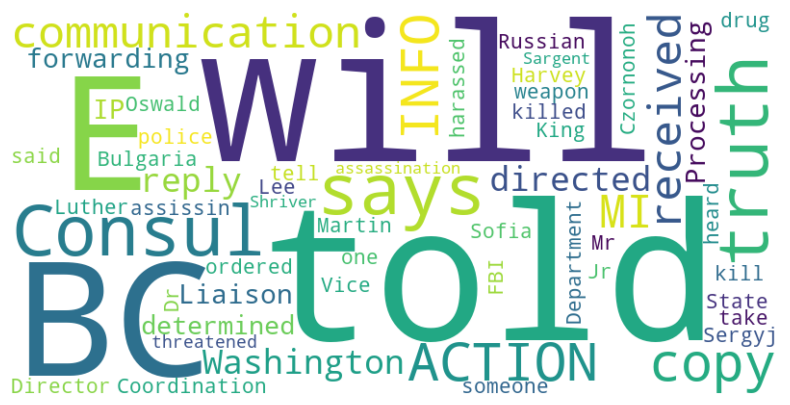 communication
forwarding
will
INFO
harassed
Russian
Sargent
Harvey
weapon
killed
King
Czornonoh
received
Processing
drug
truth
E
IP
Oswald
police
said
Bulgaria
reply
tell
assassination
says
directed
MI
heard
Lee
Shriver
Luther
assissin
Consul
told
Martin
Sofia
one
Vice
FBI
Department
Mr
Jr
kill
BC
ordered
Dr
Liaison
determined
threatened
State
take
Sergyj
Washington
ACTION
copy
Director
Coordination
someone